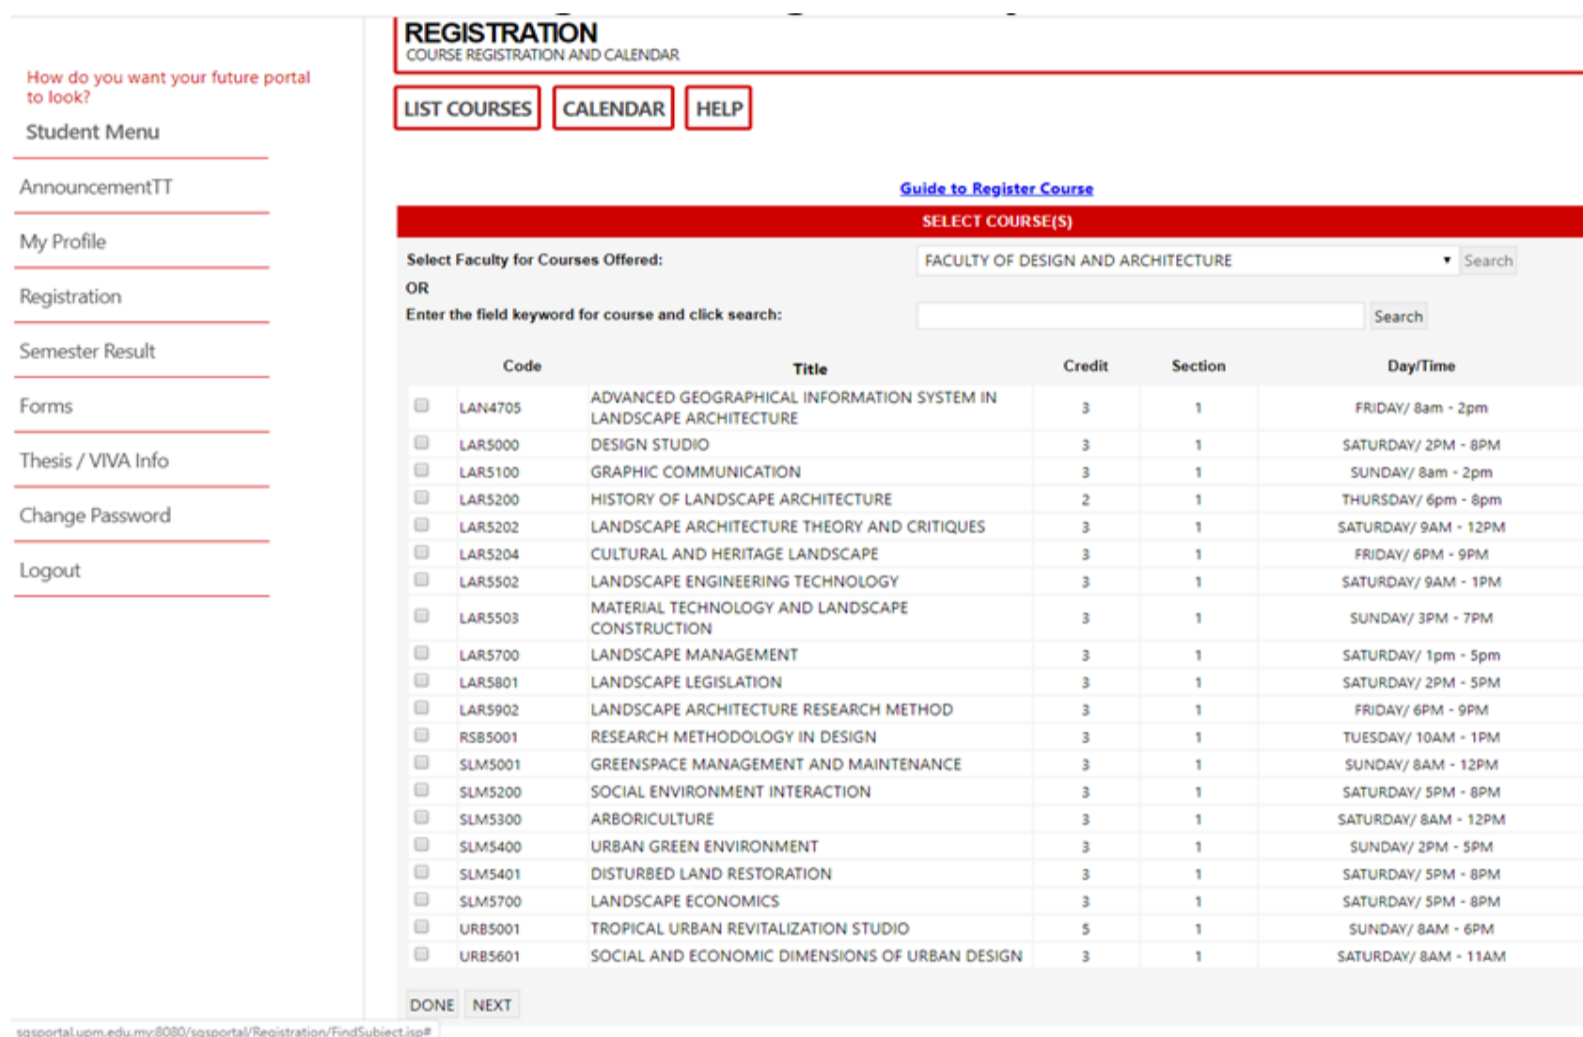 REGISTRATION
COURSE REGISTRATION AND CALENDAR
How do you want your future portal
to look?
Student Menu
AnnouncementTT
My Profile
Registration
Semester Result
Forms
Thesis / VIVA Info
Change Password
Logout
LIST COURSES CALENDAR HELP
Guide to Register Course
SELECT COURSE(S)
Select Faculty for Courses Offered: FACULTY OF DESIGN AND ARCHITECTURE Search
OR
Enter the field keyword for course and click search: Search
Code Title Credit Section Day/Time
LAN4705 ADVANCED GEOGRAPHICAL INFORMATION SYSTEM IN
LANDSCAPE ARCHITECTURE 3 1 FRIDAY/ 8am - 2pm
LAR5000 DESIGN STUDIO 3 1 SATURDAY/ 2PM - 8PM
LAR5100 GRAPHIC COMMUNICATION 3 1 SUNDAY/ 8am - 2pm
LAR5200 HISTORY OF LANDSCAPE ARCHITECTURE 2 1 THURSDAY/ 6pm - 8pm
LAR5202 LANDSCAPE ARCHITECTURE THEORY AND CRITIQUES 3 1 SATURDAY/ 9AM - 12PM
LAR5204 CULTURAL AND HERITAGE LANDSCAPE 3 1 FRIDAY/ 6PM - 9PM
LAR5502 LANDSCAPE ENGINEERING TECHNOLOGY 3 1 SATURDAY/ 9AM - 1PM
LAR5503 MATERIAL TECHNOLOGY AND LANDSCAPE
CONSTRUCTION 3 1 SUNDAY/ 3PM - 7PM
LAR5700 LANDSCAPE MANAGEMENT 3 1 SATURDAY/ 1pm - 5pm
LAR5801 LANDSCAPE LEGISLATION 3 1 SATURDAY/ 2PM - 5PM
LAR5902 LANDSCAPE ARCHITECTURE RESEARCH METHOD 3 1 FRIDAY/ 6PM - 9PM
RSB5001 RESEARCH METHODOLOGY IN DESIGN 3 1 TUESDAY/ 10AM - 1PM
SLM5001 GREENSPACE MANAGEMENT AND MAINTENANCE 3 1 SUNDAY/ 8AM - 12PM
SLM5200 SOCIAL ENVIRONMENT INTERACTION 3 1 SATURDAY/ 5PM - 8PM
SLM5300 ARBORICULTURE 3 1 SATURDAY/ 8AM - 12PM
SLM5400 URBAN GREEN ENVIRONMENT 3 1 SUNDAY/ 2PM - 5PM
SLM5401 DISTURBED LAND RESTORATION 3 1 SATURDAY/ 5PM - 8PM
SLM5700 LANDSCAPE ECONOMICS 3 1 SATURDAY/ 5PM - 8PM
URB5001 TROPICAL URBAN REVITALIZATION STUDIO 5 1 SUNDAY/ 8AM - 6PM
URB5601 SOCIAL AND ECONOMIC DIMENSIONS OF URBAN DESIGN 3 1 SATURDAY/ 8AM - 11AM
DONE NEXT
sgsportal.upm.edu.my:8080/sgsportal/Registration/FindSubject.jsp#